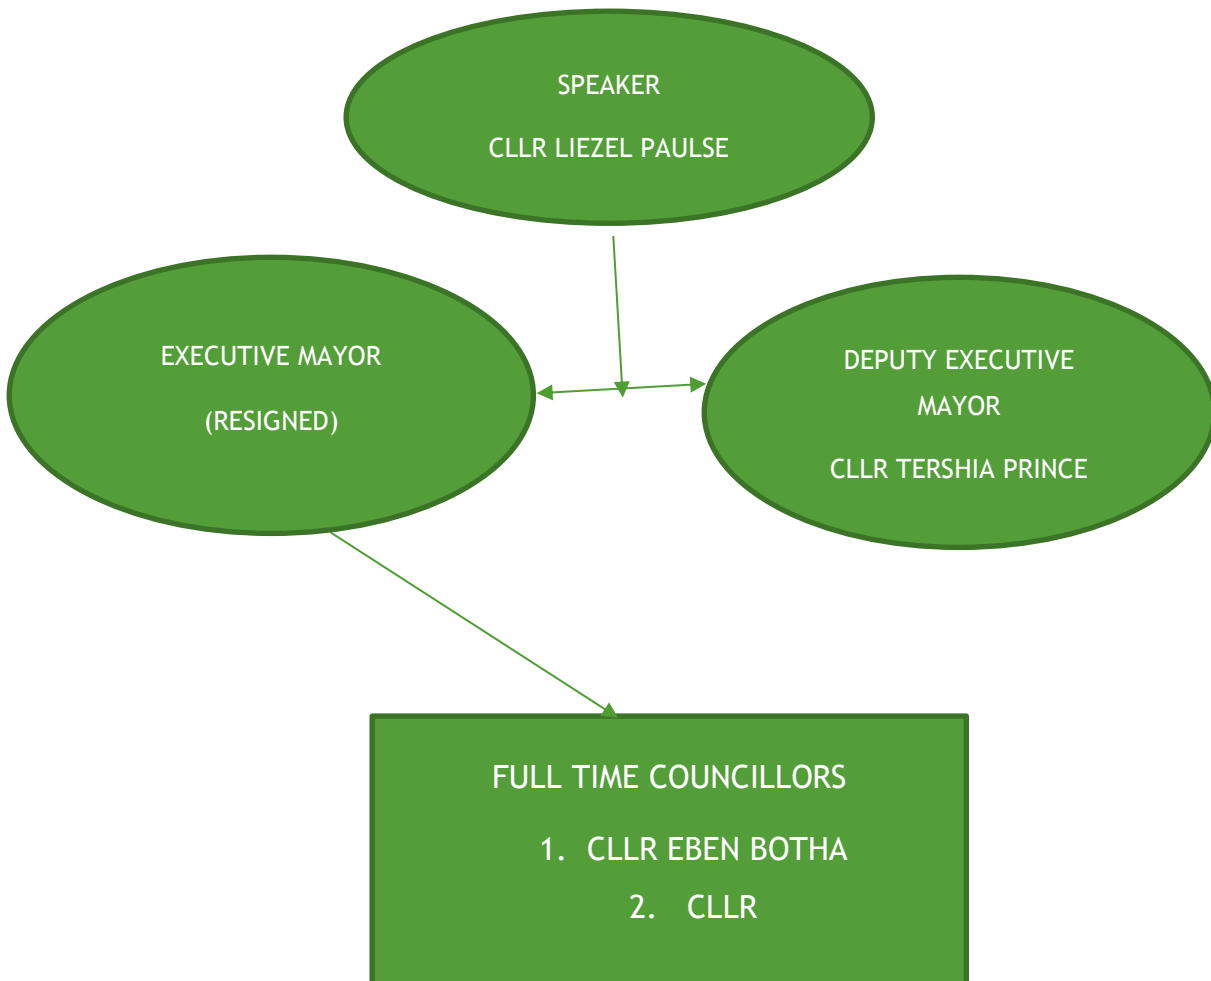 SPEAKER
CLLR LIEZEL PAULSE
EXECUTIVE MAYOR
(RESIGNED)
DEPUTY EXECUTIVE
MAYOR
CLLR TERSHIA PRINCE
FULL TIME COUNCILLORS
1. CLLR EBEN BOTHA
2. CLLR